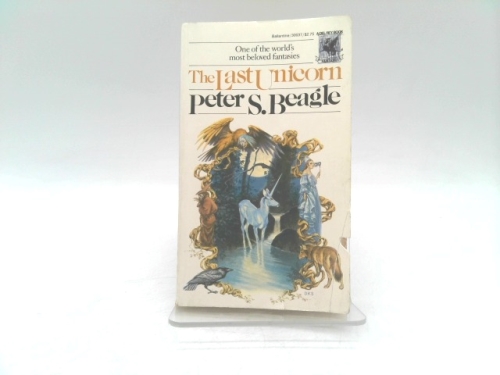 One of the world's
most beloved fantasies
The Last Unicorn
Peter S. Beagle